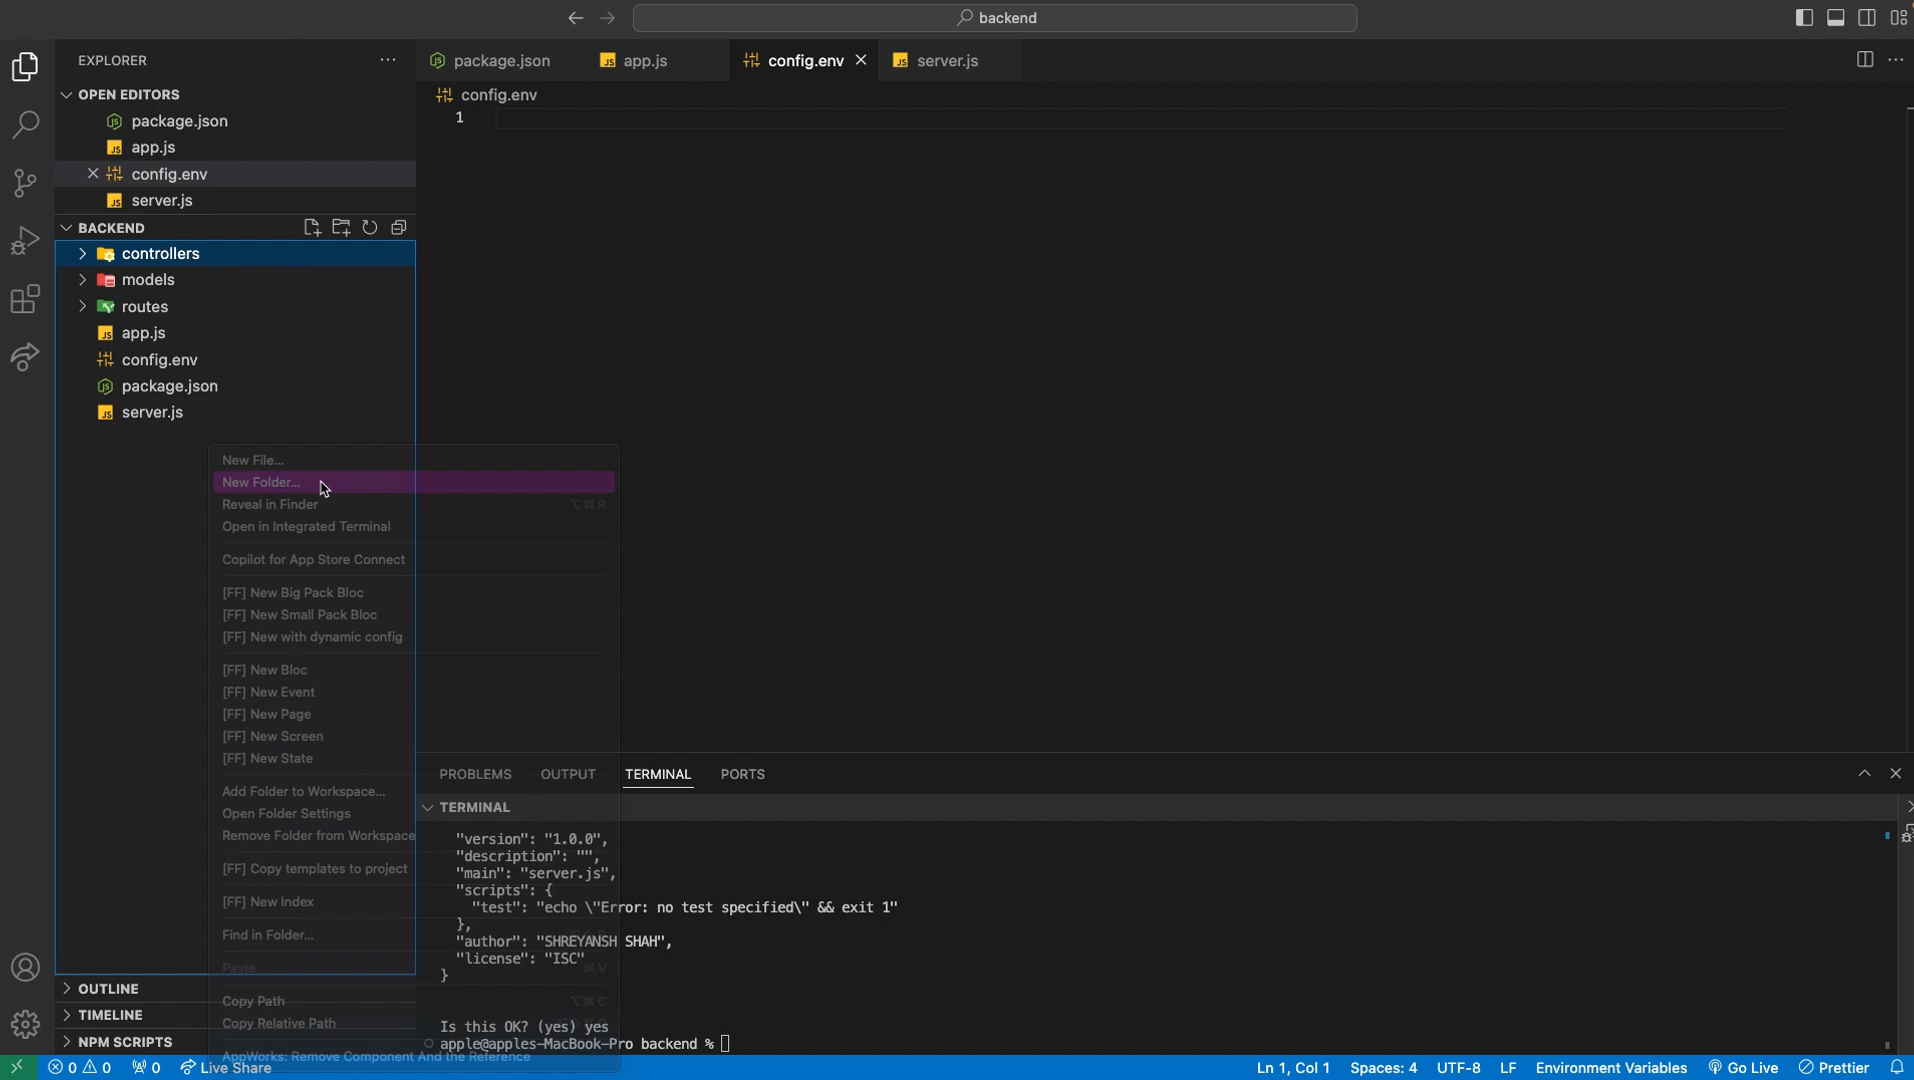 backend
EXPLORER
package.json
app.js
config.env
server.js
OPEN EDITORS
config.env
package.json
1
app.js
config.env
server.js
BACKEND
controllers
models
routes
app.js
config.env
package.json
server.js
New File...
New Folder...
Reveal in Finder ⌥⌘R
Open in Integrated Terminal
Copilot for App Store Connect
[FF] New Big Pack Bloc
[FF] New Small Pack Bloc
[FF] New with dynamic config
[FF] New Bloc
[FF] New Event
[FF] New Page
[FF] New Screen
[FF] New State
Add Folder to Workspace...
Open Folder Settings
Remove Folder from Workspace
[FF] Copy templates to project
[FF] New Index
Find in Folder...
Paste ⌘V
Copy Path ⌥⌘C
Copy Relative Path
AppWorks: Remove Component And the Reference
PROBLEMS OUTPUT TERMINAL PORTS
TERMINAL
"version": "1.0.0",
"description": "",
"main": "server.js",
"scripts": {
"test": "echo \"Error: no test specified\" && exit 1"
},
"author": "SHREYANSH SHAH",
"license": "ISC"
}
Is this OK? (yes) yes
apple@apples-MacBook-Pro backend %
OUTLINE
TIMELINE
NPM SCRIPTS
0 0 0 Live Share
Ln 1, Col 1 Spaces: 4 UTF-8 LF Environment Variables Go Live Prettier